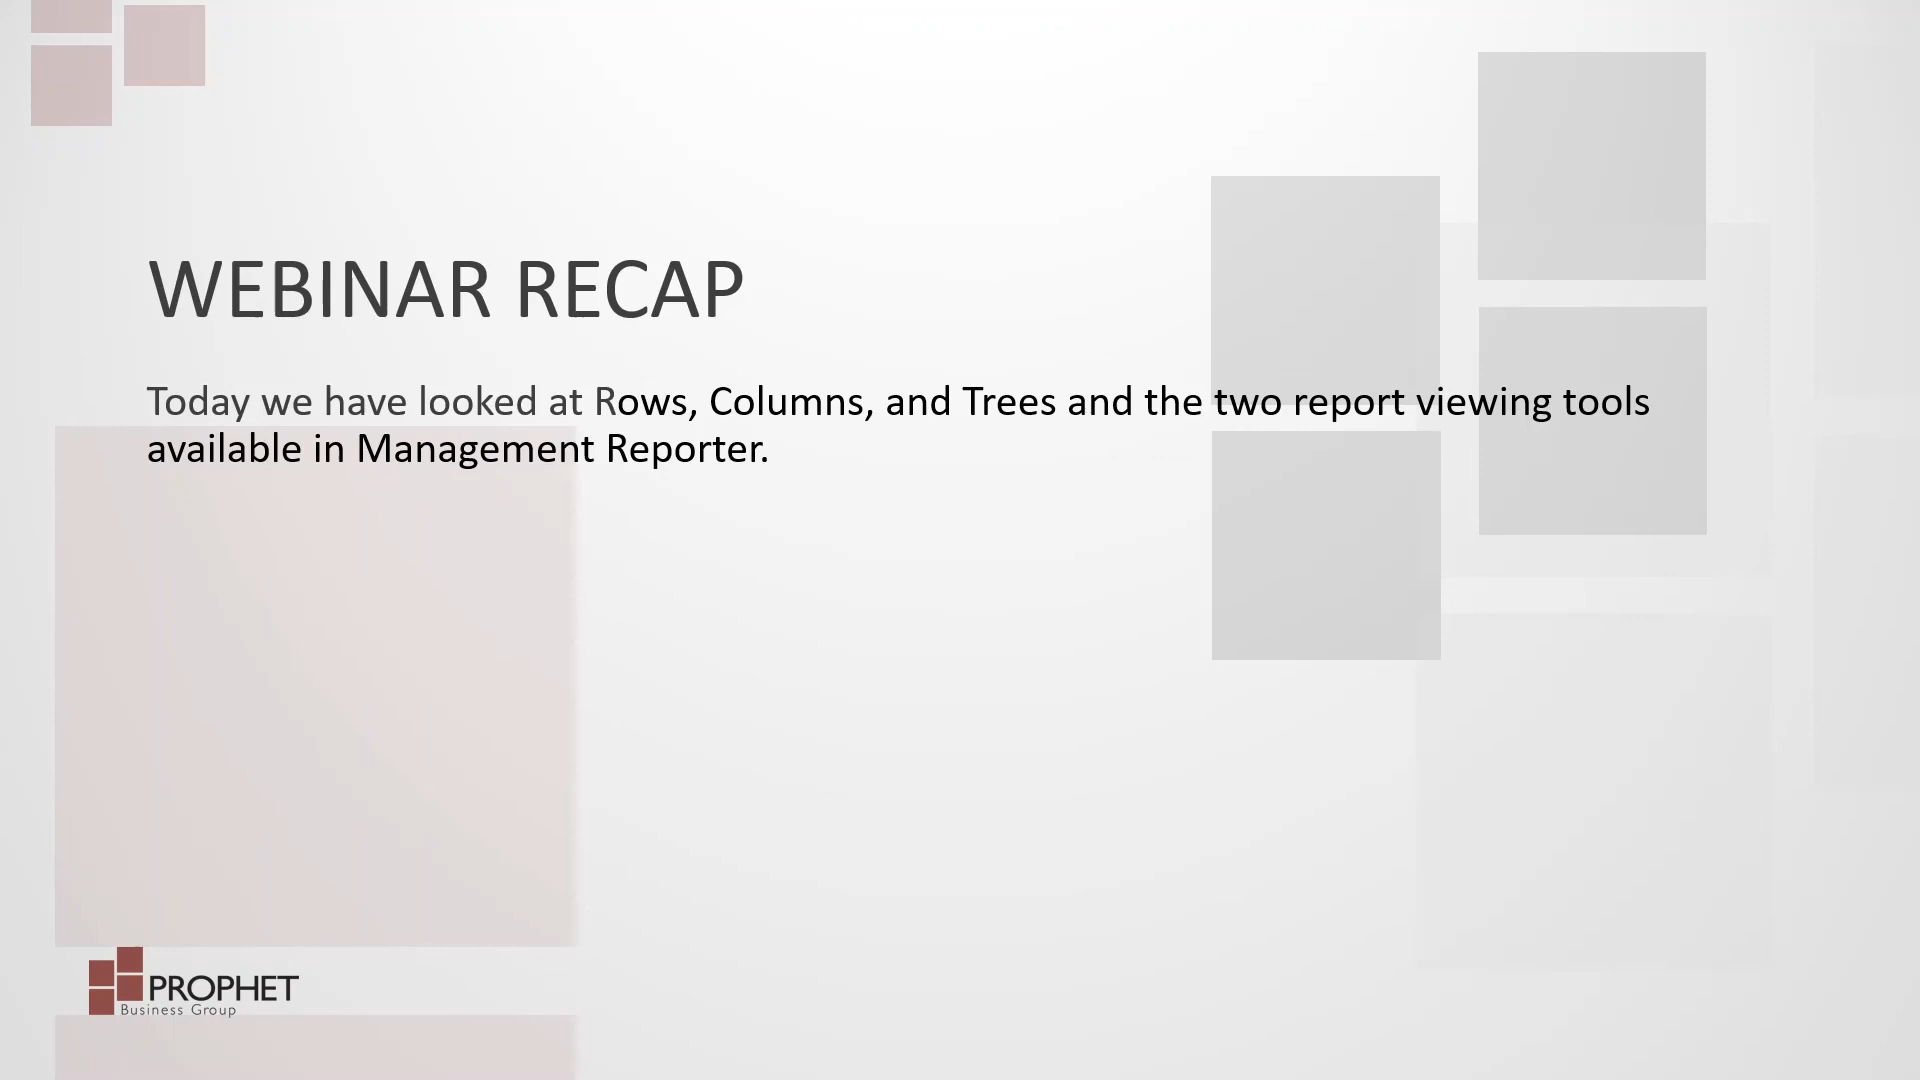 WEBINAR RECAP
Today we have looked at Rows, Columns, and Trees and the two report viewing tools
available in Management Reporter.
PROPHET
Business Group